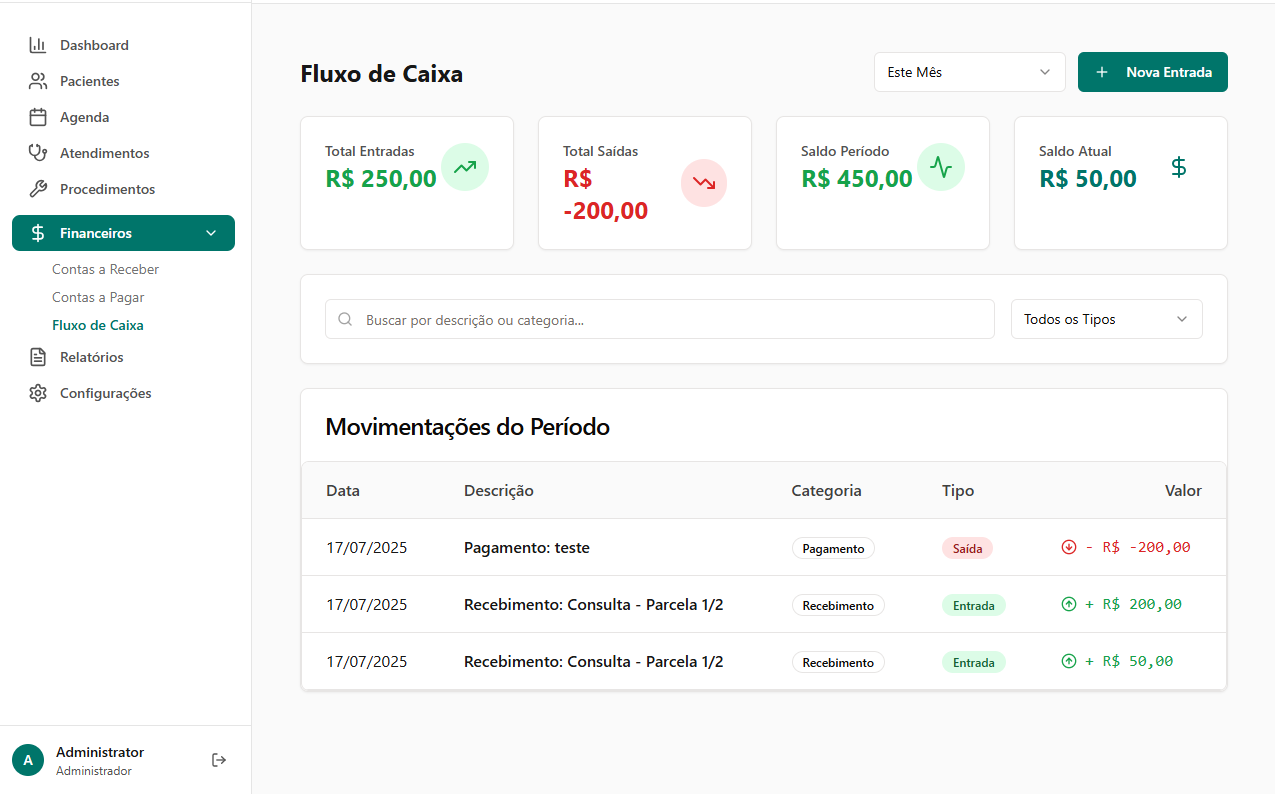 Dashboard
Pacientes
Agenda
Atendimentos
Procedimentos
Financeiros
Contas a Receber
Contas a Pagar
Fluxo de Caixa
Relatórios
Configurações
A
Administrator
Administrador
Fluxo de Caixa
Este Mês
Nova Entrada
Total Entradas
R$ 250,00
Total Saídas
R$
-200,00
Saldo Período
R$ 450,00
Saldo Atual
R$ 50,00
Buscar por descrição ou categoria...
Todos os Tipos
Movimentações do Período
Data Descrição Categoria Tipo Valor
17/07/2025 Pagamento: teste Pagamento Saída - R$ -200,00
17/07/2025 Recebimento: Consulta - Parcela 1/2 Recebimento Entrada + R$ 200,00
17/07/2025 Recebimento: Consulta - Parcela 1/2 Recebimento Entrada + R$ 50,00